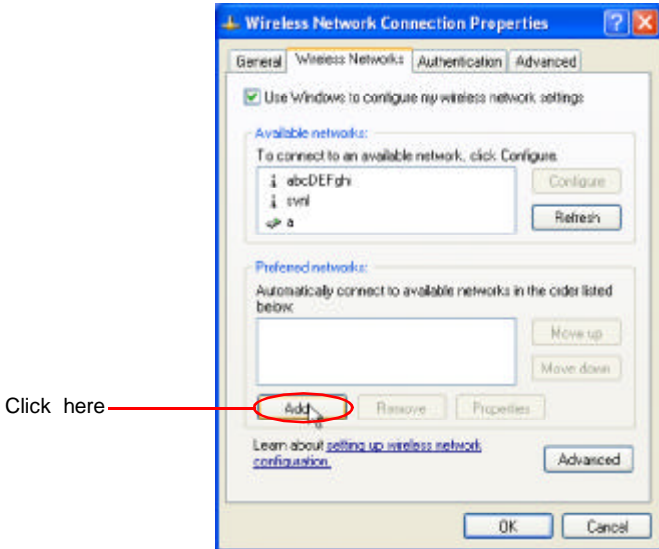 Wireless Network Connection Properties
General Wireless Networks Authentication Advanced
Use Windows to configure my wireless network settings
Available networks:
To connect to an available network, click Configure.
abcDEFghi
svnl
a
Configure
Refresh
Preferred networks:
Automatically connect to available networks in the order listed
below:
Move up
Move down
Click here
Add Remove Properties
Learn about setting up wireless network
configuration.
Advanced
OK Cancel